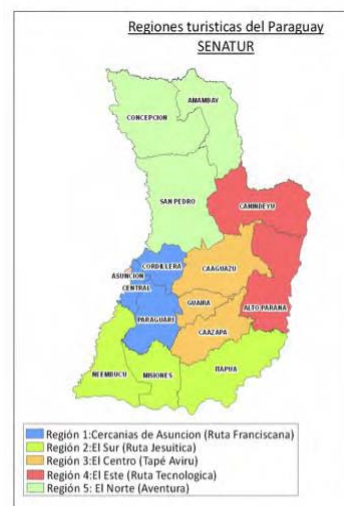 Regiones turisticas del Paraguay
SENATUR
CONCEPCION
AMAMBAY
SAN PEDRO
CANINDEYU
CORDILLERA
ASUNCION
CENTRAL
CAAGUAZU
GUAIRA
PARAGUARI
ALTO PARANA
CAAZAPA
ÑEEMBUCU
MISIONES
ITAPUA
Región 1:Cercanias de Asuncion (Ruta Franciscana)
Región 2:El Sur (Ruta Jesuitica)
Región 3:El Centro (Tapé Aviru)
Región 4:El Este (Ruta Tecnologica)
Región 5: El Norte (Aventura)